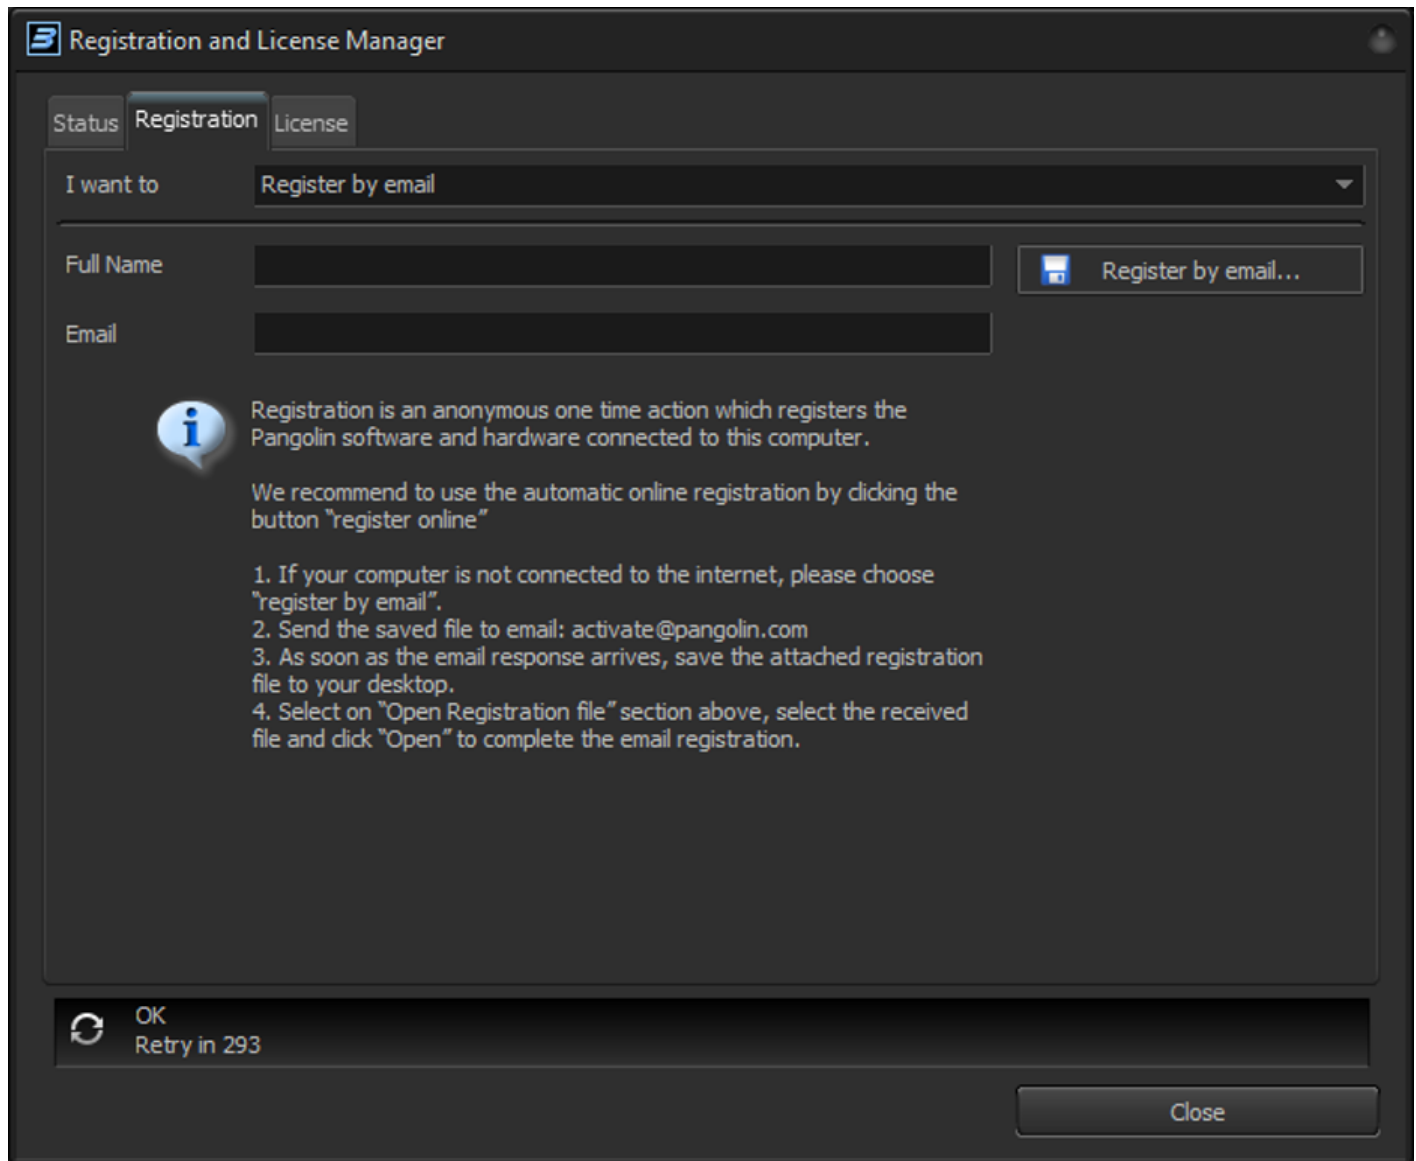 Registration and License Manager
Status
Registration
License
I want to
Register by email
Full Name
Register by email...
Email
Registration is an anonymous one time action which registers the
Pangolin software and hardware connected to this computer.
We recommend to use the automatic online registration by clicking the
button “register online”
1. If your computer is not connected to the internet, please choose
“register by email”.
2. Send the saved file to email: activate@pangolin.com
3. As soon as the email response arrives, save the attached registration
file to your desktop.
4. Select on “Open Registration file” section above, select the received
file and click “Open” to complete the email registration.
OK
Retry in 293
Close